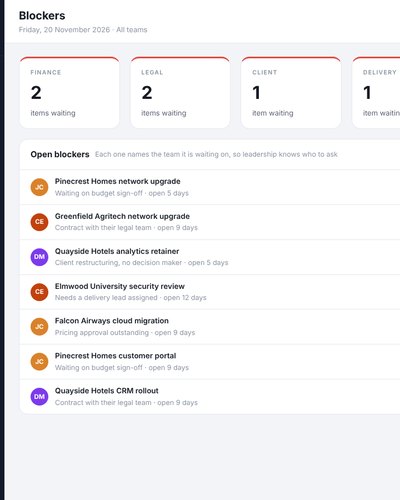 Blockers
Friday, 20 November 2026 · All teams
FINANCE
2
items waiting
LEGAL
2
items waiting
CLIENT
1
items waiting
DELIVERY
1
items waiting
Open blockers Each one names the team it is waiting on, so leadership knows who to ask
JC
Pinecrest Homes network upgrade
Waiting on budget sign-off · open 5 days
CE
Greenfield Agritech network upgrade
Contract with their legal team · open 9 days
DM
Quayside Hotels analytics retainer
Client restructuring, no decision maker · open 5 days
CE
Elmwood University security review
Needs a delivery lead assigned · open 12 days
JC
Falcon Airways cloud migration
Pricing approval outstanding · open 9 days
JC
Pinecrest Homes customer portal
Waiting on budget sign-off · open 9 days
DM
Quayside Hotels CRM rollout
Contract with their legal team · open 9 days